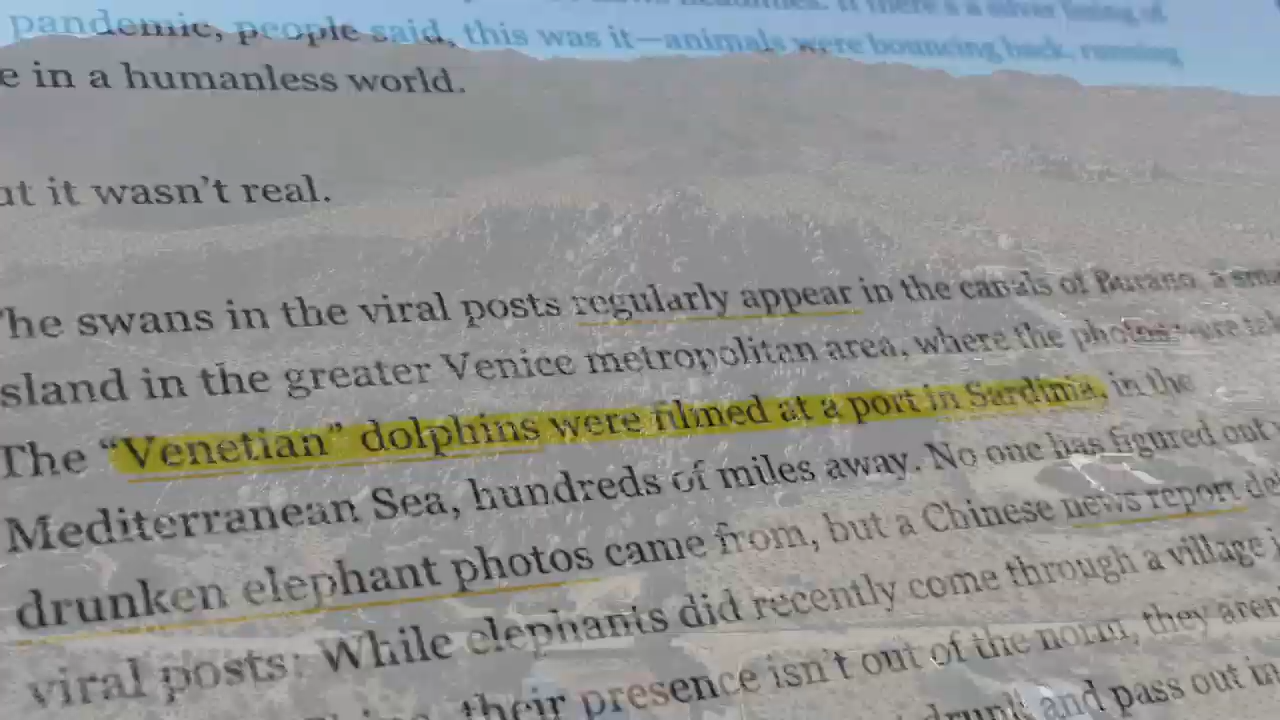 pandemic, people said, this was it—animals were bouncing back, running
e in a humanless world.
ut it wasn't real.
The swans in the viral posts regularly appear in the canals of Burano, a sma
sland in the greater Venice metropolitan area, where the photos were tak
The "Venetian" dolphins were filmed at a port in Sardinia, in the
Mediterranean Sea, hundreds of miles away. No one has figured out
drunken elephant photos came from, but a Chinese news report de
viral posts: While elephants did recently come through a village i
their presence isn't out of the norm, they aren
drunk and pass out in